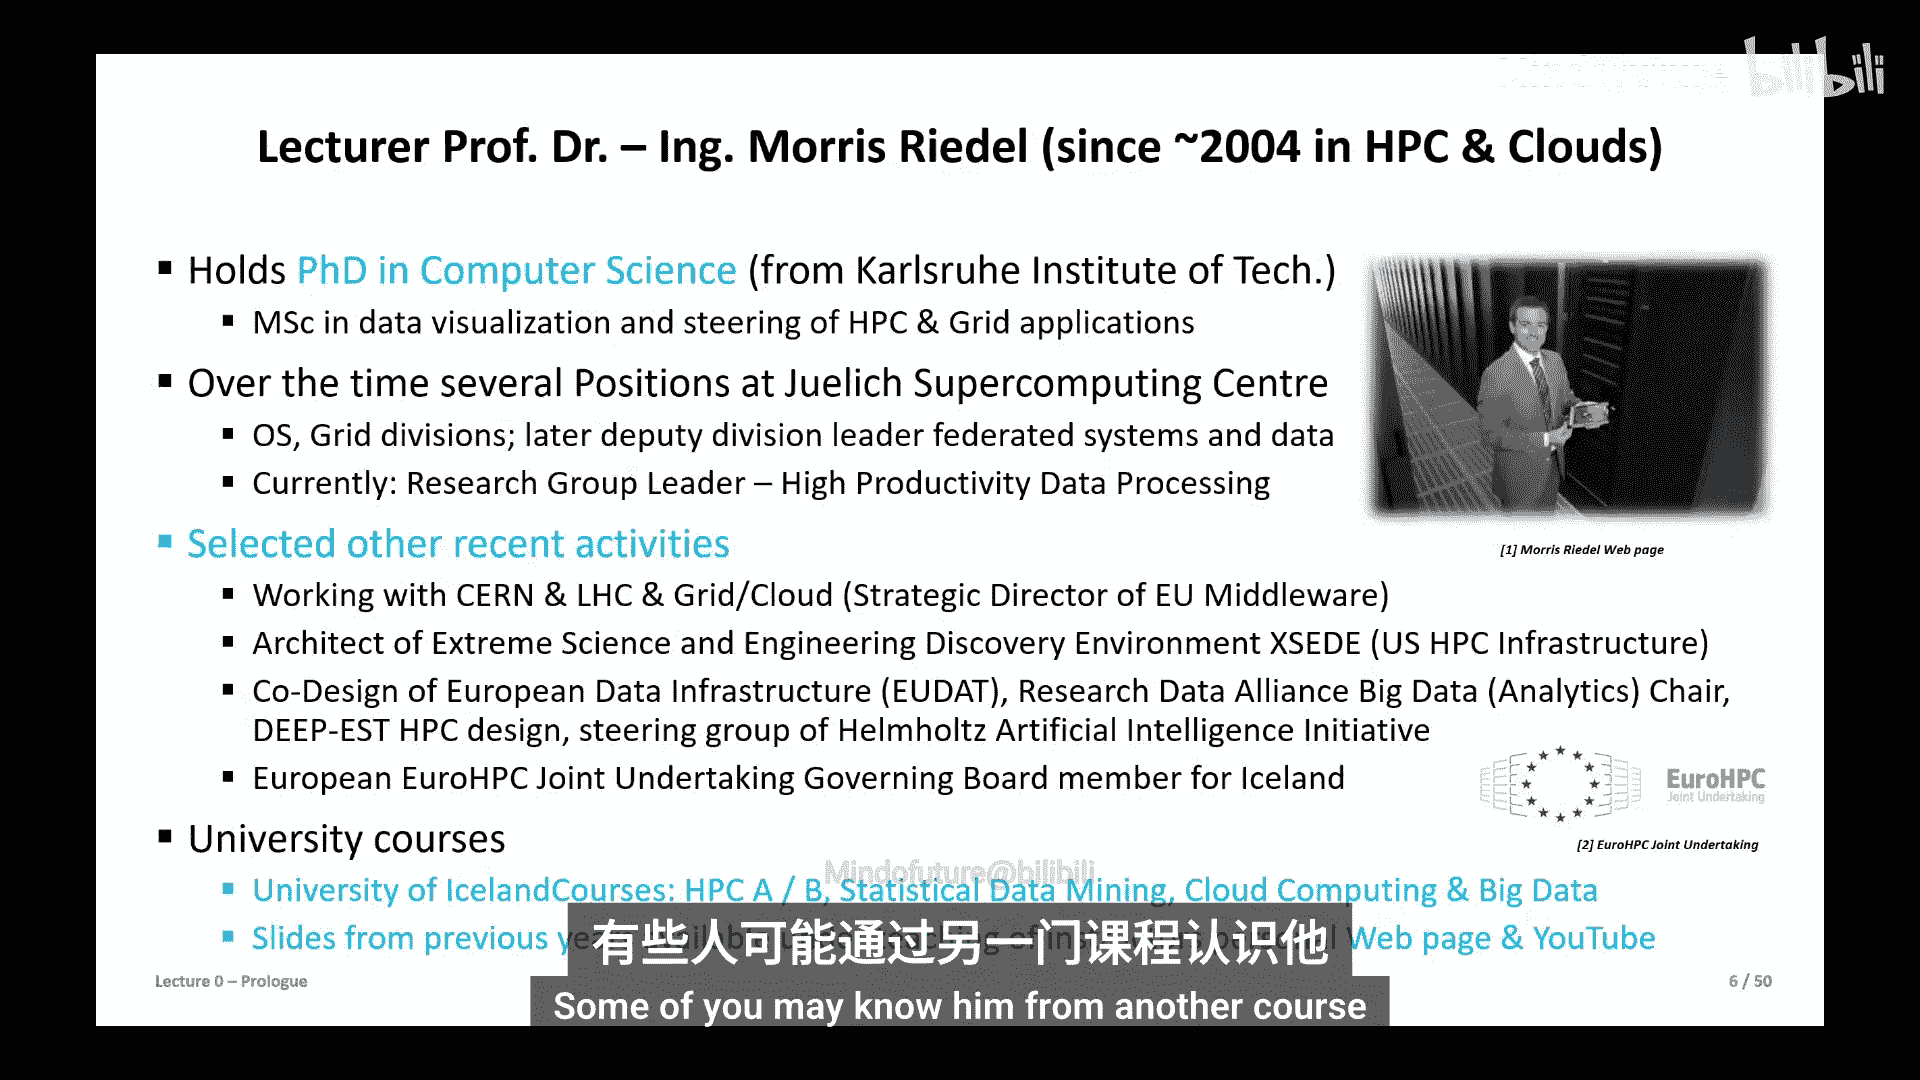 bilibili
Lecturer Prof. Dr. – Ing. Morris Riedel (since ~2004 in HPC & Clouds)
▪ Holds PhD in Computer Science (from Karlsruhe Institute of Tech.)
▪ MSc in data visualization and steering of HPC & Grid applications
▪ Over the time several Positions at Juelich Supercomputing Centre
▪ OS, Grid divisions; later deputy division leader federated systems and data
▪ Currently: Research Group Leader – High Productivity Data Processing
[1] Morris Riedel Web page
▪ Selected other recent activities
▪ Working with CERN & LHC & Grid/Cloud (Strategic Director of EU Middleware)
▪ Architect of Extreme Science and Engineering Discovery Environment XSEDE (US HPC Infrastructure)
▪ Co-Design of European Data Infrastructure (EUDAT), Research Data Alliance Big Data (Analytics) Chair,
DEEP-EST HPC design, steering group of Helmholtz Artificial Intelligence Initiative
▪ European EuroHPC Joint Undertaking Governing Board member for Iceland
EuroHPC
Joint Undertaking
[2] EuroHPC Joint Undertaking
▪ University courses
Mindofuture@bilibili
▪ University of IcelandCourses: HPC A / B, Statistical Data Mining, Cloud Computing & Big Data
▪ Slides from previous Web page & YouTube
有些人可能通过另一门课程认识他
Some of you may know him from another course
Lecture 0 – Prologue
6 / 50